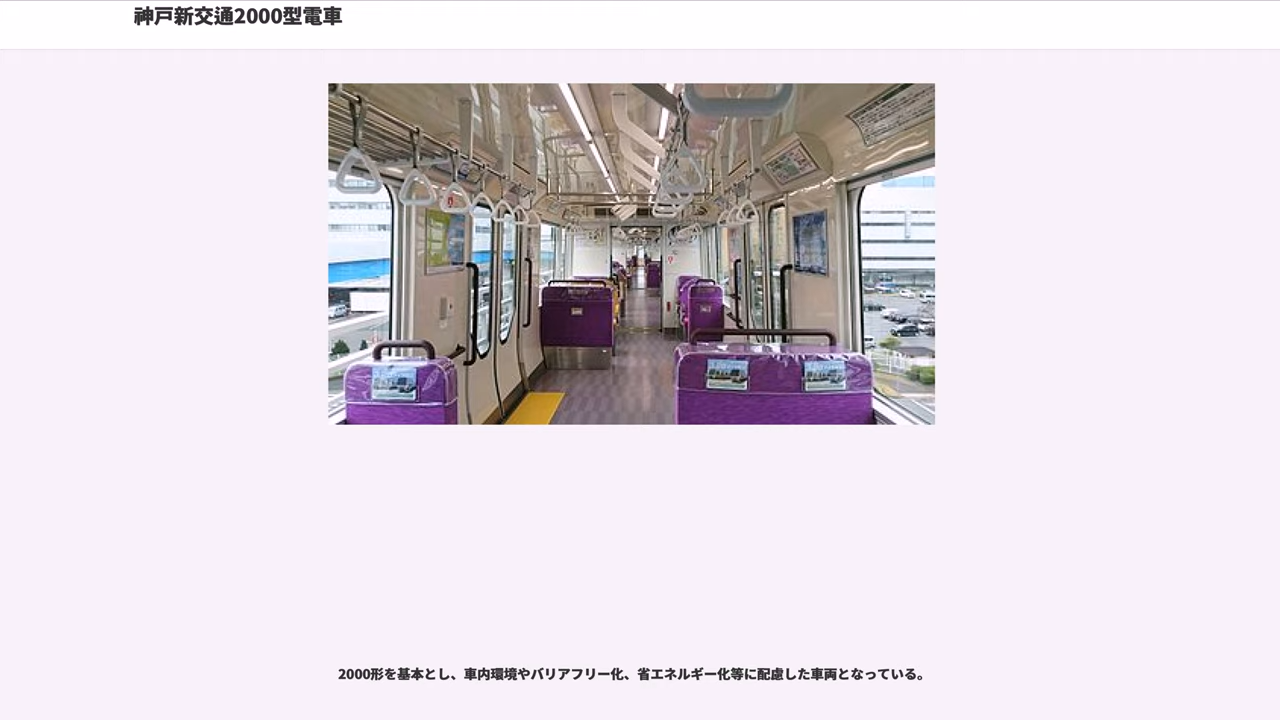 神戸新交通2000型電車
2000形を基本とし、車内環境やバリアフリー化、省エネルギー化等に配慮した車両となっている。